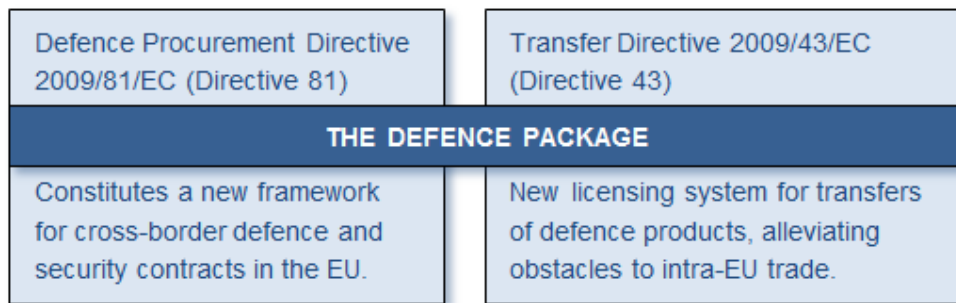 Defence Procurement Directive
2009/81/EC (Directive 81)
Transfer Directive 2009/43/EC
(Directive 43)
THE DEFENCE PACKAGE
Constitutes a new framework
for cross-border defence and
security contracts in the EU.
New licensing system for transfers
of defence products, alleviating
obstacles to intra-EU trade.